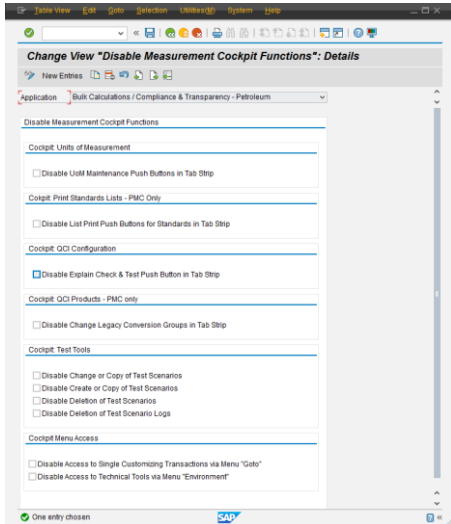 Table View Edit Goto Selection Utilities(M) System Help
Change View "Disable Measurement Cockpit Functions": Details
New Entries
Application Bulk Calculations / Compliance & Transparency - Petroleum
Disable Measurement Cockpit Functions
Cockpit: Units of Measurement
Disable UoM Maintenance Push Buttons in Tab Strip
Cokpit: Print Standards Lists - PMC Only
Disable List Print Push Buttons for Standards in Tab Strip
Cockpit: QCI Configuration
Disable Explain Check & Test Push Button in Tab Strip
Cockpit: QCI Products - PMC only
Disable Change Legacy Conversion Groups in Tab Strip
Cockpit: Test Tools
Disable Change or Copy of Test Scenarios
Disable Create or Copy of Test Scenarios
Disable Deletion of Test Scenarios
Disable Deletion of Test Scenario Logs
Cockpit Menu Access
Disable Access to Single Customizing Transactions via Menu "Goto"
Disable Access to Technical Tools via Menu "Environment"
One entry chosen
SAP